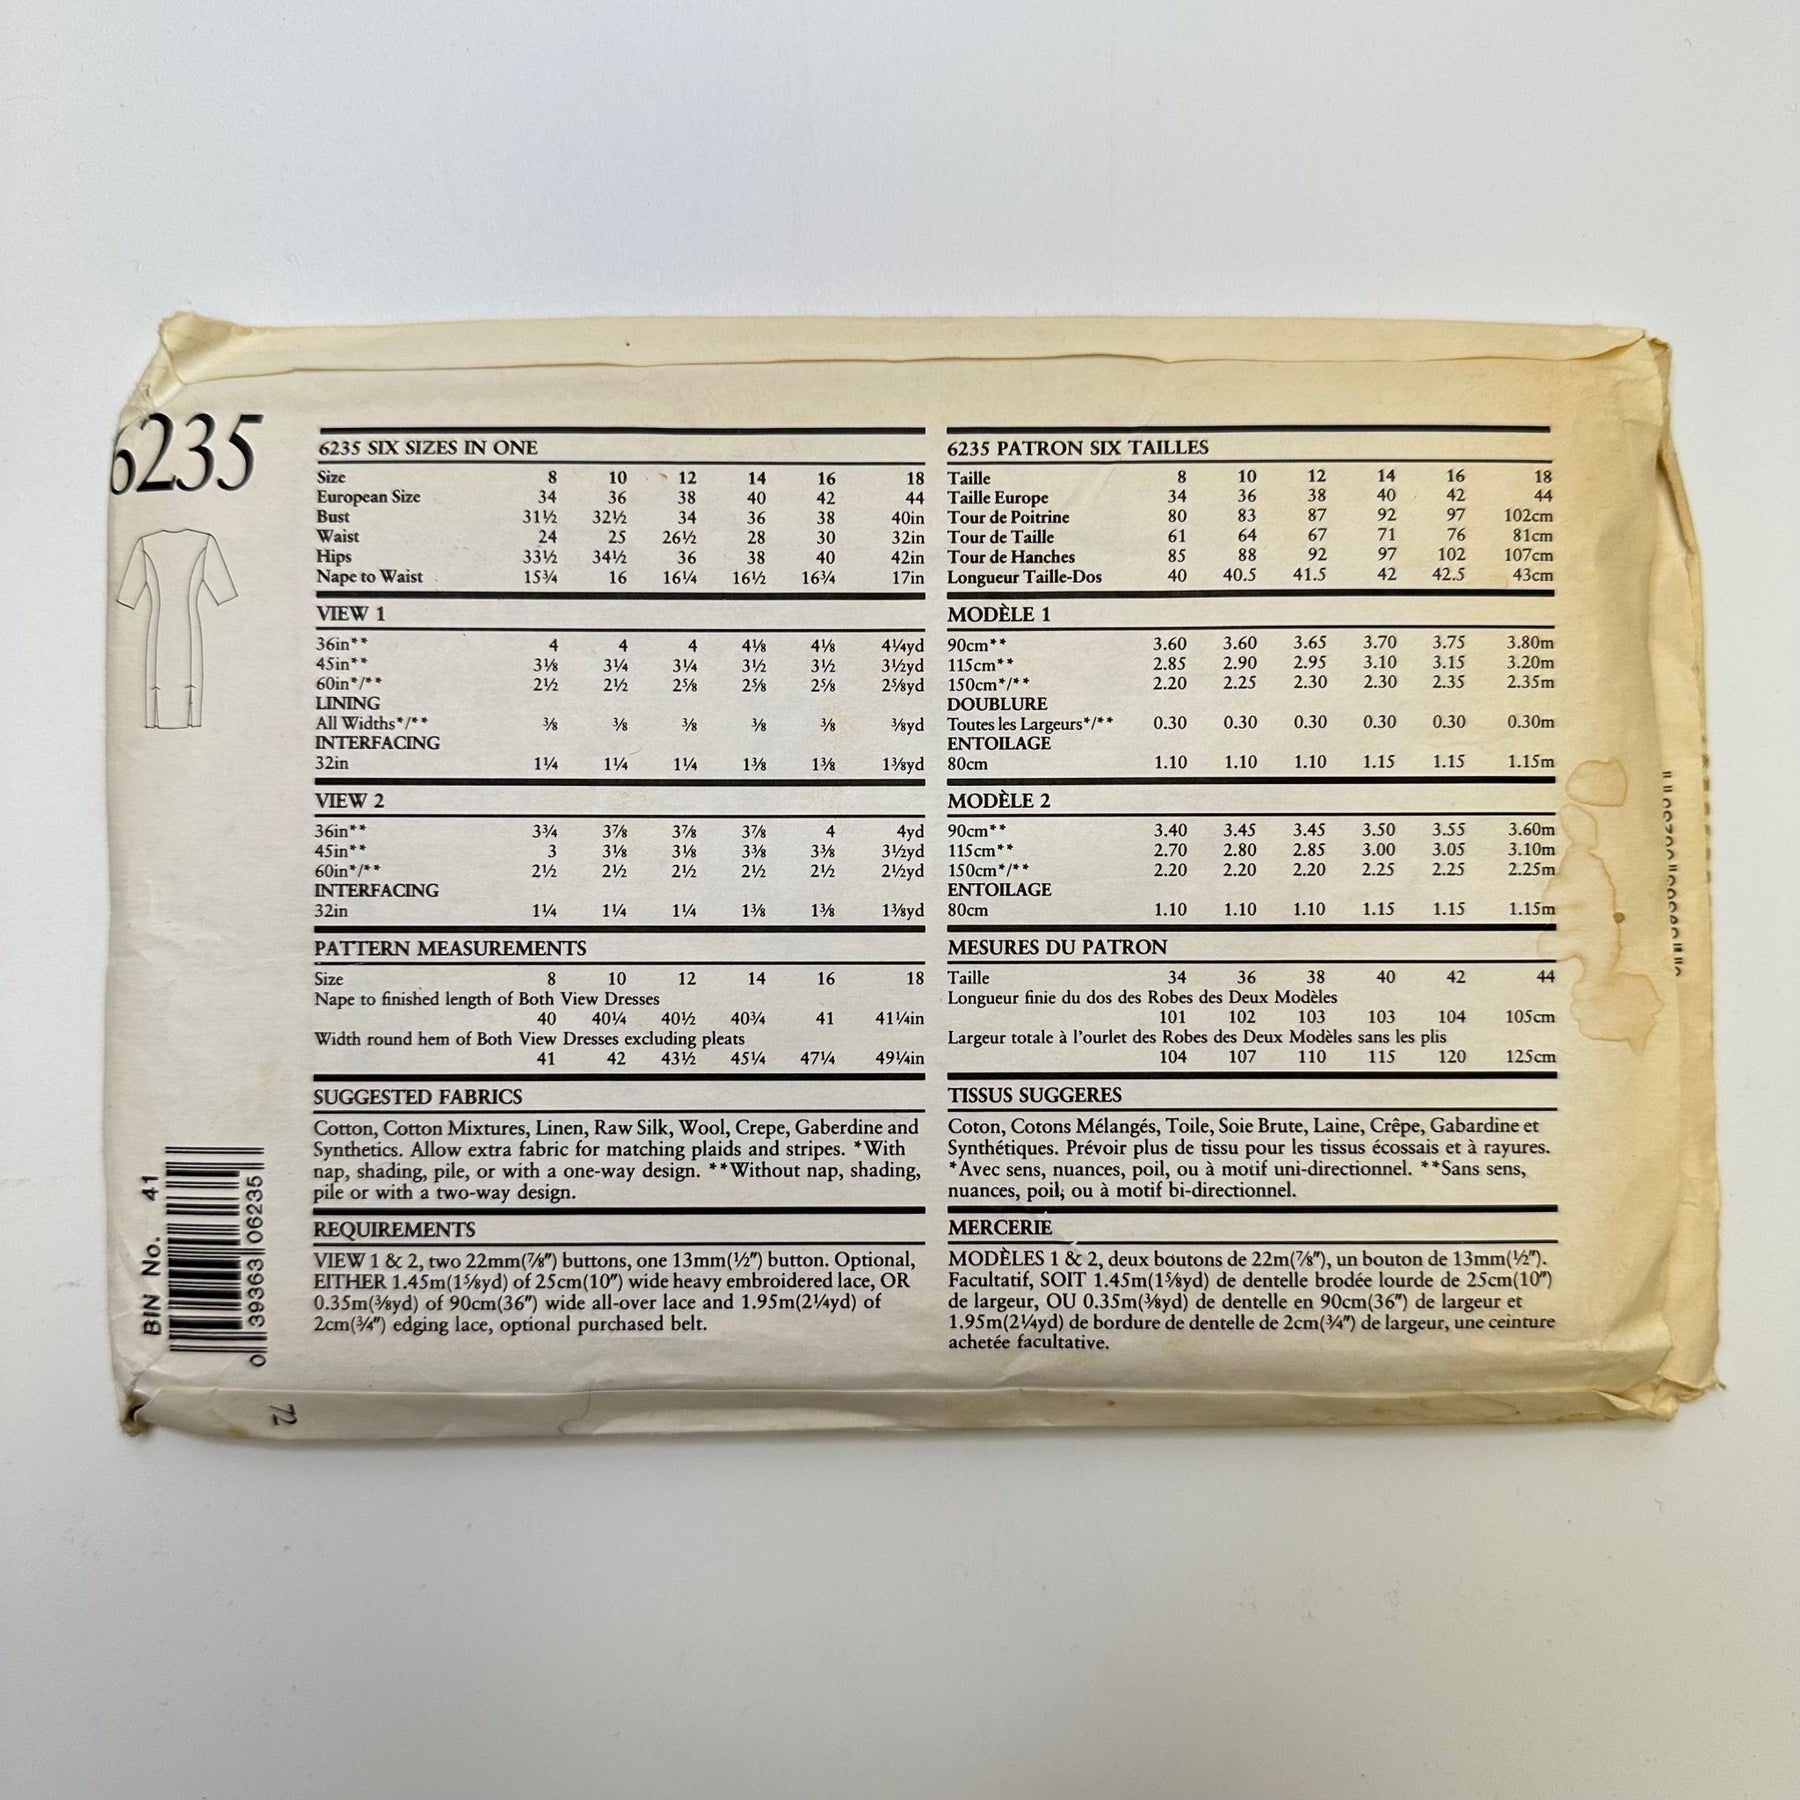 6235
6235 SIX SIZES IN ONE
Size 8 10 12 14 16 18
European Size 34 36 38 40 42 44
Bust 31½ 32½ 34 36 38 40in
Waist 24 25 26½ 28 30 32in
Hips 33½ 34½ 36 38 40 42in
Nape to Waist 15¾ 16 16¼ 16½ 16¾ 17in
VIEW 1
36in** 4 4 4 4⅛ 4⅛ 4¼yd
45in** 3⅛ 3¼ 3¼ 3½ 3½ 3½yd
60in*/** 2½ 2½ 2⅝ 2⅝ 2⅝ 2⅝yd
LINING
All Widths*/** ⅜ ⅜ ⅜ ⅜ ⅜ ⅜yd
INTERFACING
32in 1¼ 1¼ 1¼ 1⅜ 1⅜ 1⅜yd
VIEW 2
36in** 3¾ 3⅞ 3⅞ 3⅞ 4 4yd
45in** 3 3⅛ 3⅛ 3⅜ 3⅜ 3½yd
60in*/** 2½ 2½ 2½ 2½ 2½ 2½yd
INTERFACING
32in 1¼ 1¼ 1¼ 1⅜ 1⅜ 1⅜yd
PATTERN MEASUREMENTS
Size 8 10 12 14 16 18
Nape to finished length of Both View Dresses
40 40¼ 40½ 40¾ 41 41¼in
Width round hem of Both View Dresses excluding pleats
41 42 43½ 45¼ 47¼ 49¼in
SUGGESTED FABRICS
Cotton, Cotton Mixtures, Linen, Raw Silk, Wool, Crepe, Gaberdine and
Synthetics. Allow extra fabric for matching plaids and stripes. *With
nap, shading, pile, or with a one-way design. **Without nap, shading,
pile or with a two-way design.
REQUIREMENTS
VIEW 1 & 2, two 22mm(⅞″) buttons, one 13mm(½″) button. Optional,
EITHER 1.45m(1⅝yd) of 25cm(10″) wide heavy embroidered lace, OR
0.35m(⅜yd) of 90cm(36″) wide all-over lace and 1.95m(2¼yd) of
2cm(¾″) edging lace, optional purchased belt.
6235 PATRON SIX TAILLES
Taille 8 10 12 14 16 18
Taille Europe 34 36 38 40 42 44
Tour de Poitrine 80 83 87 92 97 102cm
Tour de Taille 61 64 67 71 76 81cm
Tour de Hanches 85 88 92 97 102 107cm
Longueur Taille-Dos 40 40.5 41.5 42 42.5 43cm
MODÈLE 1
90cm** 3.60 3.60 3.65 3.70 3.75 3.80m
115cm** 2.85 2.90 2.95 3.10 3.15 3.20m
150cm*/** 2.20 2.25 2.30 2.30 2.35 2.35m
DOUBLURE
Toutes les Largeurs*/** 0.30 0.30 0.30 0.30 0.30 0.30m
ENTOILAGE
80cm 1.10 1.10 1.10 1.15 1.15 1.15m
MODÈLE 2
90cm** 3.40 3.45 3.45 3.50 3.55 3.60m
115cm** 2.70 2.80 2.85 3.00 3.05 3.10m
150cm*/** 2.20 2.20 2.20 2.25 2.25 2.25m
ENTOILAGE
80cm 1.10 1.10 1.10 1.15 1.15 1.15m
MESURES DU PATRON
Taille 34 36 38 40 42 44
Longueur finie du dos des Robes des Deux Modèles
101 102 103 103 104 105cm
Largeur totale à l'ourlet des Robes des Deux Modèles sans les plis
104 107 110 115 120 125cm
TISSUS SUGGERES
Coton, Cotons Mélangés, Toile, Soie Brute, Laine, Crêpe, Gabardine et
Synthétiques. Prévoir plus de tissu pour les tissus écossais et à rayures.
*Avec sens, nuances, poil, ou à motif uni-directionnel. **Sans sens,
nuances, poil, ou à motif bi-directionnel.
MERCERIE
MODÈLES 1 & 2, deux boutons de 22m(⅞″), un bouton de 13mm(½″).
Facultatif, SOIT 1.45m(1⅝yd) de dentelle brodée lourde de 25cm(10″)
de largeur, OU 0.35m(⅜yd) de dentelle en 90cm(36″) de largeur et
1.95m(2¼yd) de bordure de dentelle de 2cm(¾″) de largeur, une ceinture
achetée facultative.
BIN No. 41
0 39363 06235
72